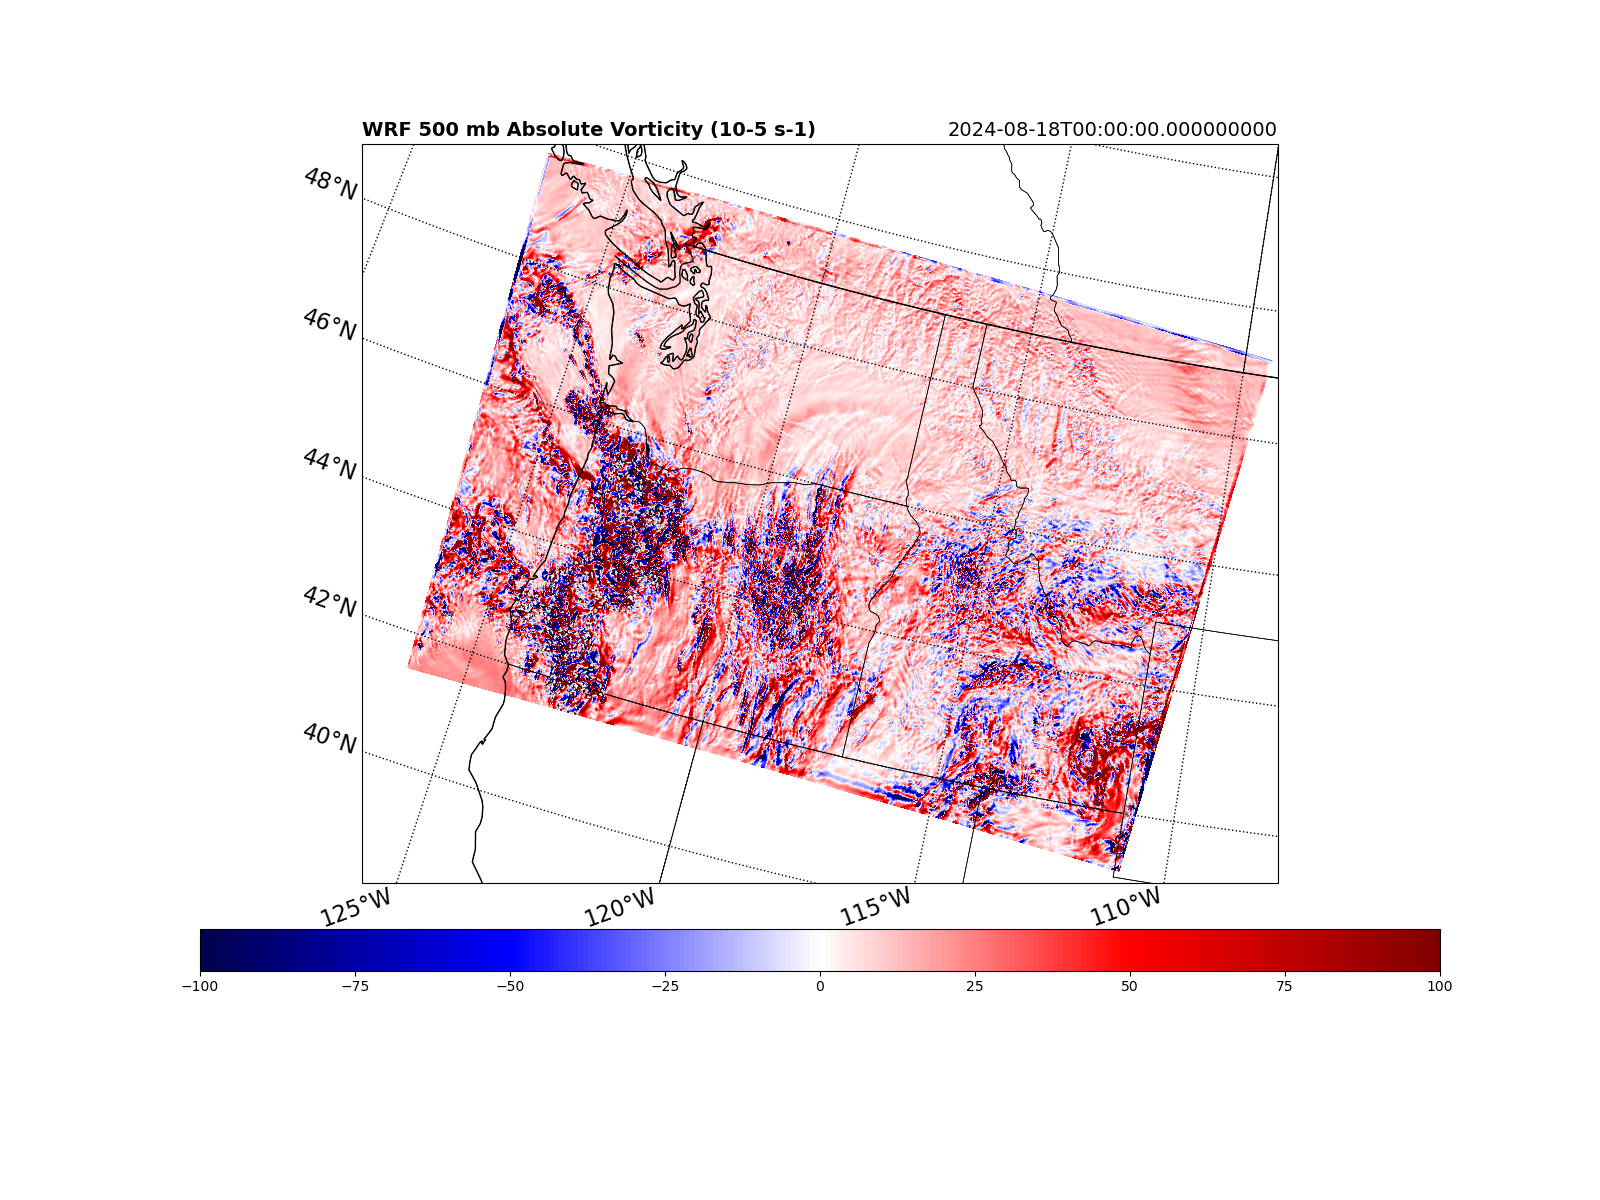 WRF 500 mb Absolute Vorticity (10-5 s-1)
2024-08-18T00:00:00.000000000
48°N
46°N
44°N
42°N
40°N
125°W 120°W 115°W 110°W
−100 −75 −50 −25 0 25 50 75 100